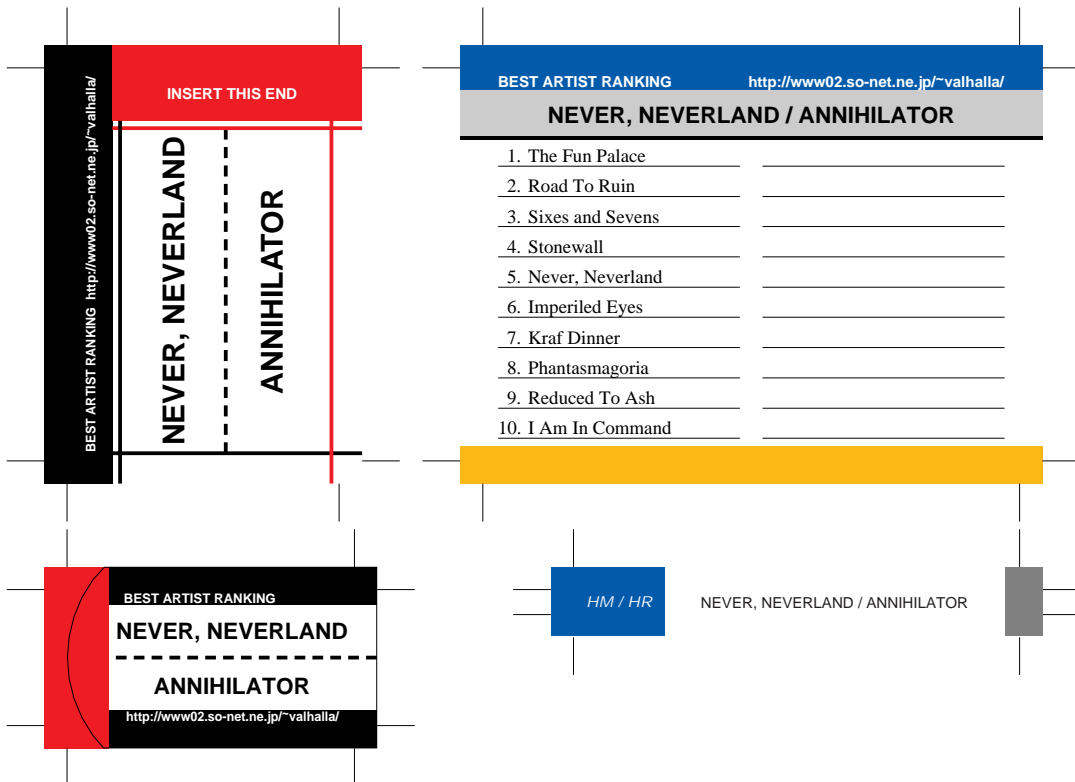 INSERT THIS END
BEST ARTIST RANKING http://www02.so-net.ne.jp/~valhalla/
NEVER, NEVERLAND
ANNIHILATOR
BEST ARTIST RANKING http://www02.so-net.ne.jp/~valhalla/
NEVER, NEVERLAND / ANNIHILATOR
1. The Fun Palace
2. Road To Ruin
3. Sixes and Sevens
4. Stonewall
5. Never, Neverland
6. Imperiled Eyes
7. Kraf Dinner
8. Phantasmagoria
9. Reduced To Ash
10. I Am In Command
BEST ARTIST RANKING
NEVER, NEVERLAND
ANNIHILATOR
http://www02.so-net.ne.jp/~valhalla/
HM / HR
NEVER, NEVERLAND / ANNIHILATOR